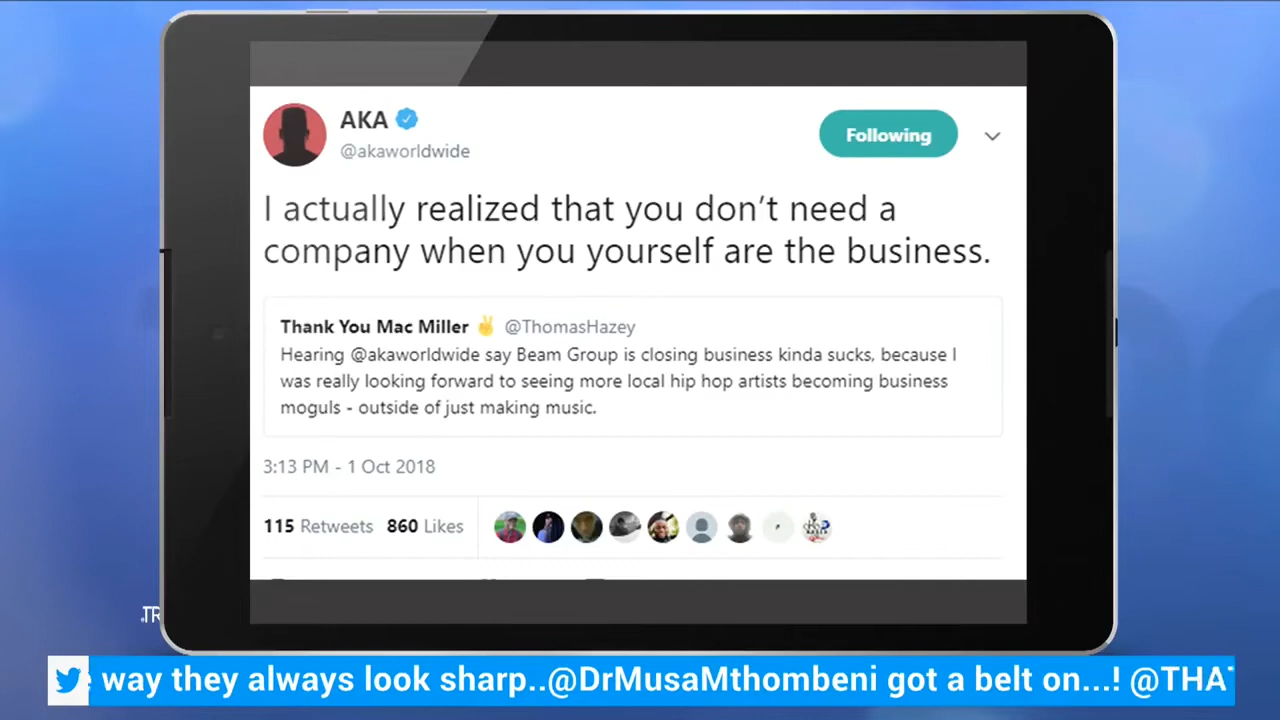 AKA
@akaworldwide
Following
I actually realized that you don't need a
company when you yourself are the business.
Thank You Mac Miller ✌ @ThomasHazey
Hearing @akaworldwide say Beam Group is closing business kinda sucks, because I
was really looking forward to seeing more local hip hop artists becoming business
moguls - outside of just making music.
3:13 PM - 1 Oct 2018
115 Retweets 860 Likes
way they always look sharp..@DrMusaMthombeni got a belt on...! @THAT